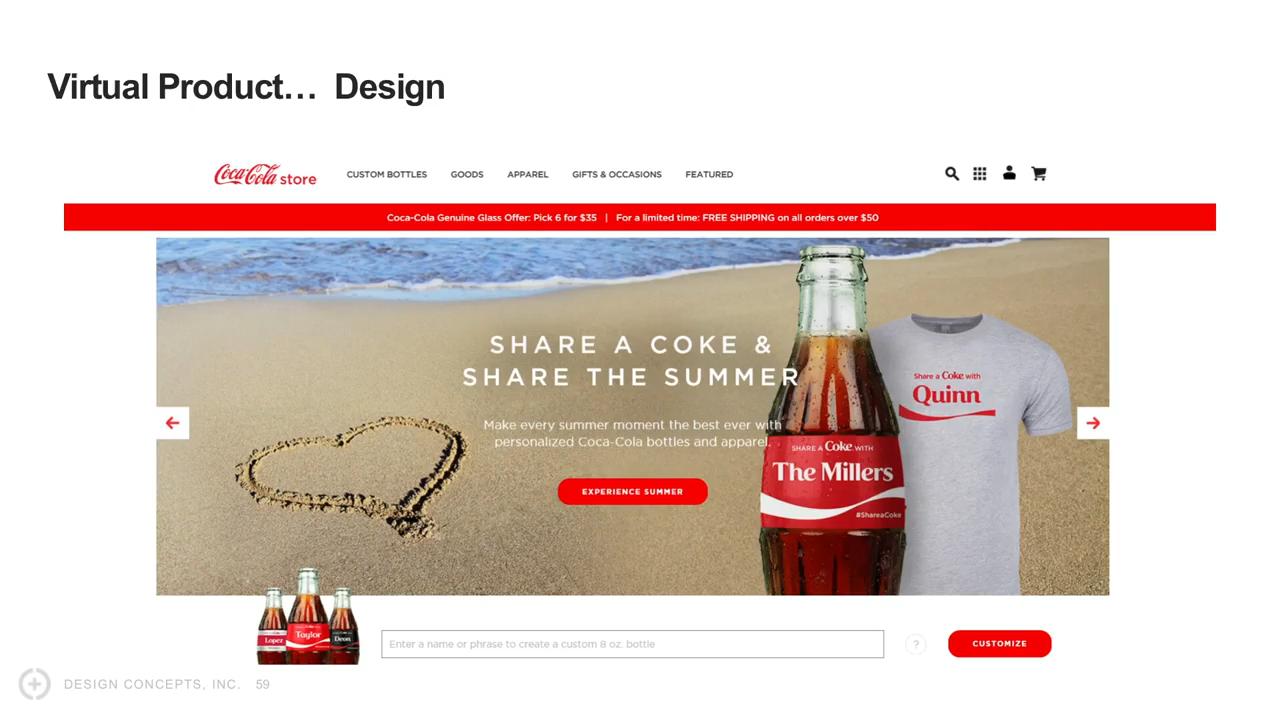 Virtual Product… Design
Coca-Cola store
CUSTOM BOTTLES
GOODS
APPAREL
GIFTS & OCCASIONS
FEATURED
Coca-Cola Genuine Glass Offer: Pick 6 for $35 | For a limited time: FREE SHIPPING on all orders over $50
SHARE A COKE &
SHARE THE SUMMER
Make every summer moment the best ever with
personalized Coca-Cola bottles and apparel.
EXPERIENCE SUMMER
SHARE A Coke WITH
The Millers
#ShareaCoke
Share a Coke with
Quinn
Lopez
Taylor
Deon
Enter a name or phrase to create a custom 8 oz. bottle
?
CUSTOMIZE
DESIGN CONCEPTS, INC. 59